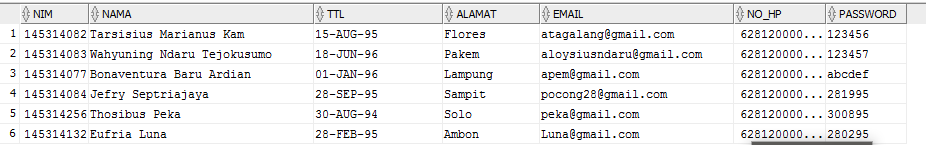 NIM NAMA TTL ALAMAT EMAIL NO_HP PASSWORD
1 145314082 Tarsisius Marianus Kam 15-AUG-95 Flores atagalang@gmail.com 628120000... 123456
2 145314083 Wahyuning Ndaru Tejokusumo 18-JUN-96 Pakem aloysiusndaru@gmail.com 628120000... 123457
3 145314077 Bonaventura Baru Ardian 01-JAN-96 Lampung apem@gmail.com 628120000... abcdef
4 145314084 Jefry Septriajaya 28-SEP-95 Sampit pocong28@gmail.com 628120000... 281995
5 145314256 Thosibus Peka 30-AUG-94 Solo peka@gmail.com 628120000... 300895
6 145314132 Eufria Luna 28-FEB-95 Ambon Luna@gmail.com 628120000... 280295